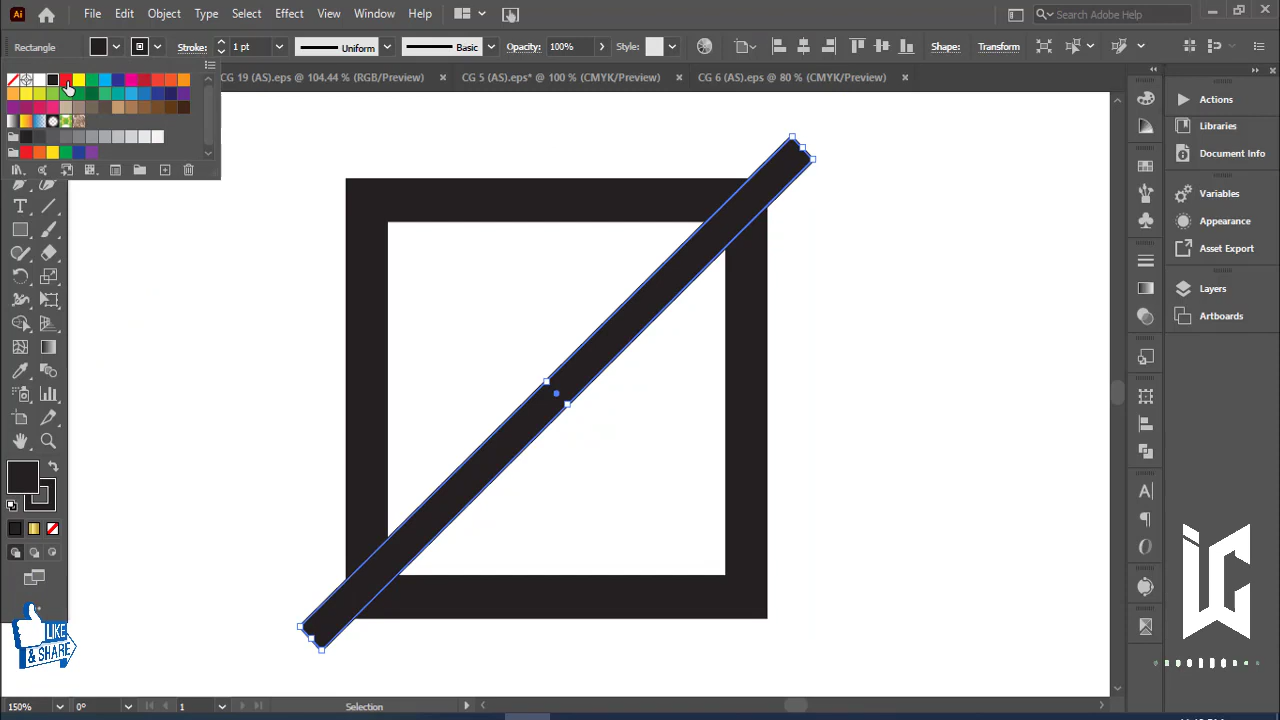 Ai File Edit Object Type Select Effect View Window Help Search Adobe Help
Rectangle Stroke: 1 pt Uniform Basic Opacity: 100% Style: Shape: Transform
CG 19 (AS).eps @ 104.44 % (RGB/Preview) × CG 5 (AS).eps* @ 100 % (CMYK/Preview) × CG 6 (AS).eps @ 80 % (CMYK/Preview) ×
Actions
Libraries
Document Info
Variables
Appearance
Asset Export
Layers
Artboards
LIKE
& SHARE
150% 0° 1 Selection